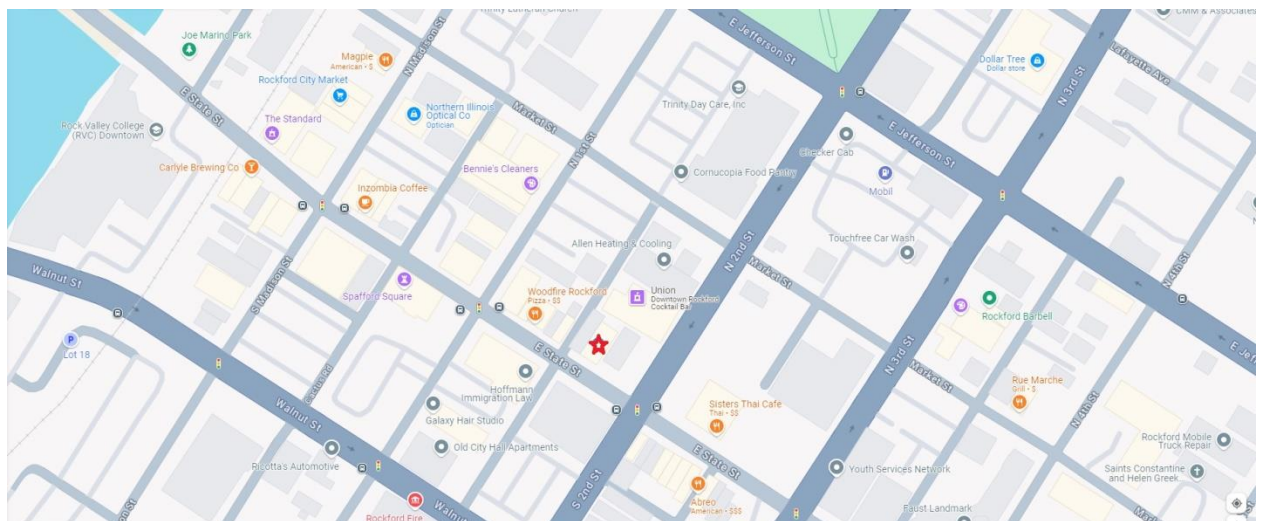 Trinity Lutheran Church
CMM & Associates
Joe Marino Park
N Madison St
E Jefferson St
Lafayette Ave
Magpie
American • $
Dollar Tree
Dollar store
N 3rd St
Rockford City Market
E State St
Market St
Northern Illinois
Optical Co
Optician
Trinity Day Care, Inc
The Standard
Rock Valley College
(RVC) Downtown
E Jefferson St
N 1st St
Checker Cab
Carlyle Brewing Co
Bennie's Cleaners
Cornucopia Food Pantry
Mobil
Inzombia Coffee
Allen Heating & Cooling
N 2nd St
Touchfree Car Wash
N 4th St
Walnut St
S Madison St
Market St
Spafford Square
Woodfire Rockford
Pizza • $$
Union
Downtown Rockford
Cocktail Bar
Rockford Barbell
P
Lot 18
E State St
N 3rd St
E Je
Market St
Hoffmann
Immigration Law
Rue Marche
Grill • $
Walnut St
Galaxy Hair Studio
Sisters Thai Cafe
Thai • $$
N 4th St
Old City Hall Apartments
Rockford Mobile
Truck Repair
Ricotta's Automotive
E State St
Youth Services Network
Saints Constantine
and Helen Greek
S 2nd St
Abreo
American • $$$
Rockford Fire
Walnu
Faust Landmark